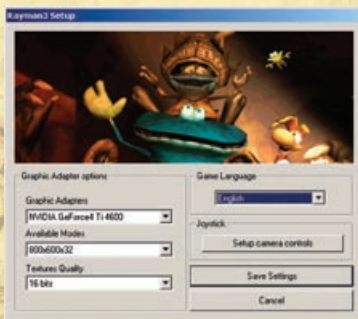 Rayman3 Setup
Graphic Adapter options
Graphic Adapters
NVIDIA GeForce4 Ti 4600
Available Modes
800x600x32
Textures Quality
16 bits
Game Language
English
Joystick
Setup camera controls
Save Settings
Cancel